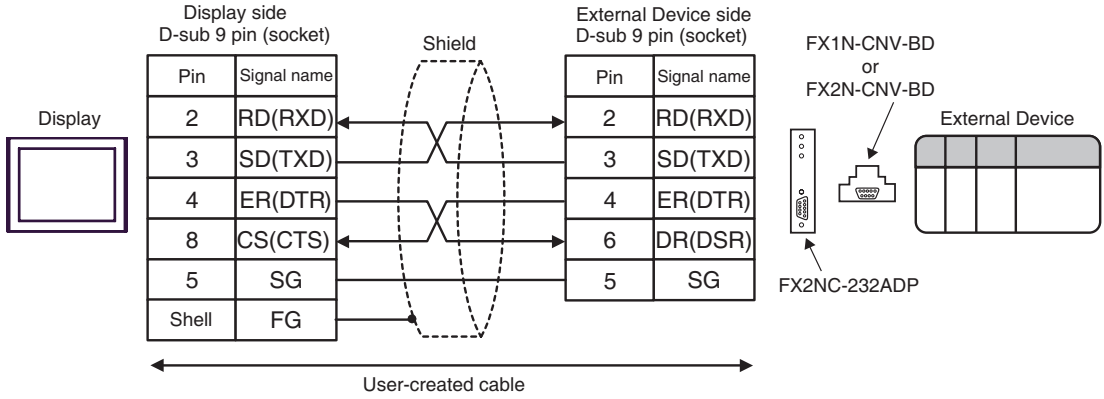 Display side
D-sub 9 pin (socket)
Shield
External Device side
D-sub 9 pin (socket)
FX1N-CNV-BD
or
FX2N-CNV-BD
Display
External Device
Pin Signal name
2 RD(RXD)
3 SD(TXD)
4 ER(DTR)
8 CS(CTS)
5 SG
Shell FG
Pin Signal name
2 RD(RXD)
3 SD(TXD)
4 ER(DTR)
6 DR(DSR)
5 SG
FX2NC-232ADP
User-created cable